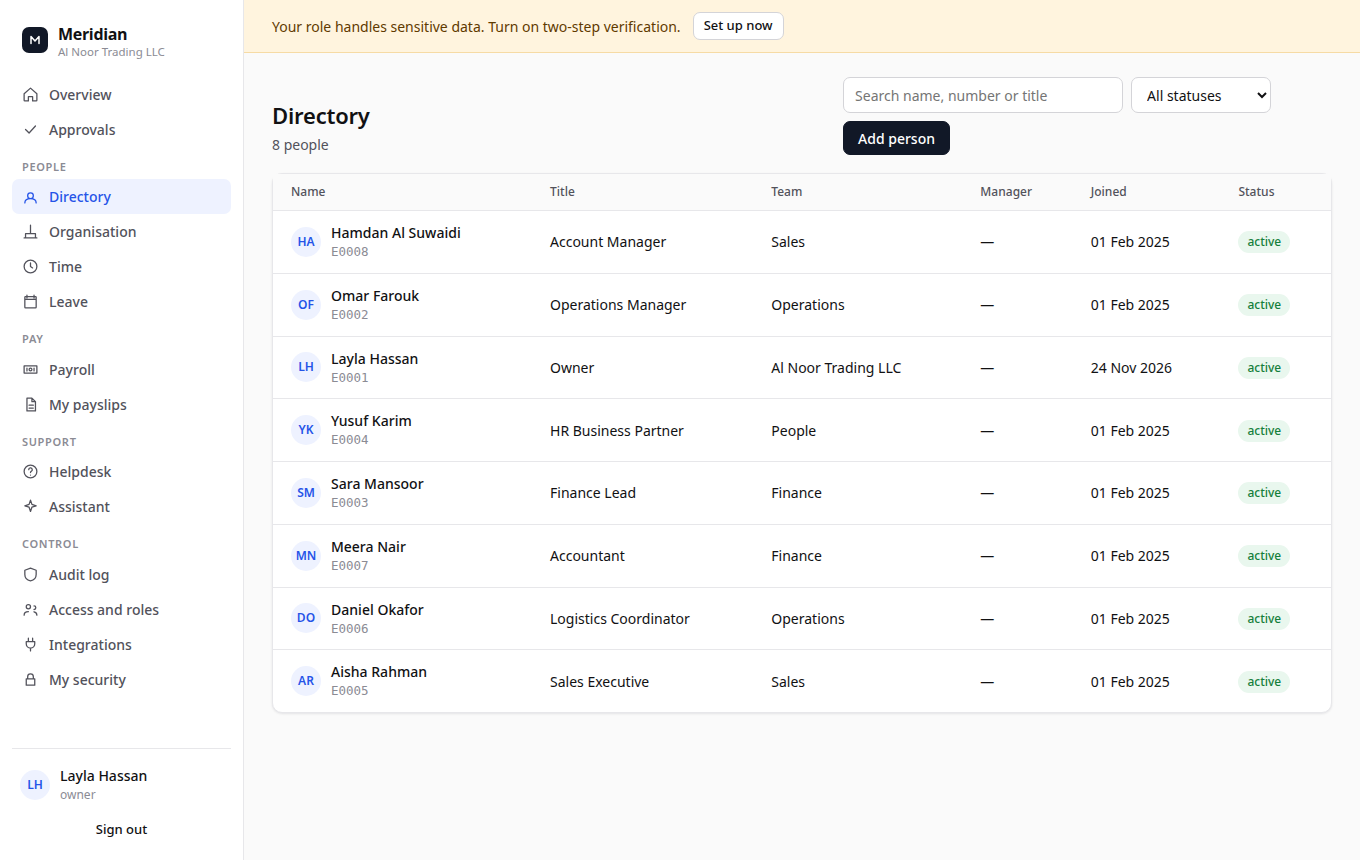 Meridian
Al Noor Trading LLC
Overview
Approvals
PEOPLE
Directory
Organisation
Time
Leave
PAY
Payroll
My payslips
SUPPORT
Helpdesk
Assistant
CONTROL
Audit log
Access and roles
Integrations
My security
LH
Layla Hassan
owner
Sign out
Your role handles sensitive data. Turn on two-step verification. Set up now
Directory
8 people
Search name, number or title
All statuses
Add person
Name Title Team Manager Joined Status
HA Hamdan Al Suwaidi E0008 Account Manager Sales — 01 Feb 2025 active
OF Omar Farouk E0002 Operations Manager Operations — 01 Feb 2025 active
LH Layla Hassan E0001 Owner Al Noor Trading LLC — 24 Nov 2026 active
YK Yusuf Karim E0004 HR Business Partner People — 01 Feb 2025 active
SM Sara Mansoor E0003 Finance Lead Finance — 01 Feb 2025 active
MN Meera Nair E0007 Accountant Finance — 01 Feb 2025 active
DO Daniel Okafor E0006 Logistics Coordinator Operations — 01 Feb 2025 active
AR Aisha Rahman E0005 Sales Executive Sales — 01 Feb 2025 active